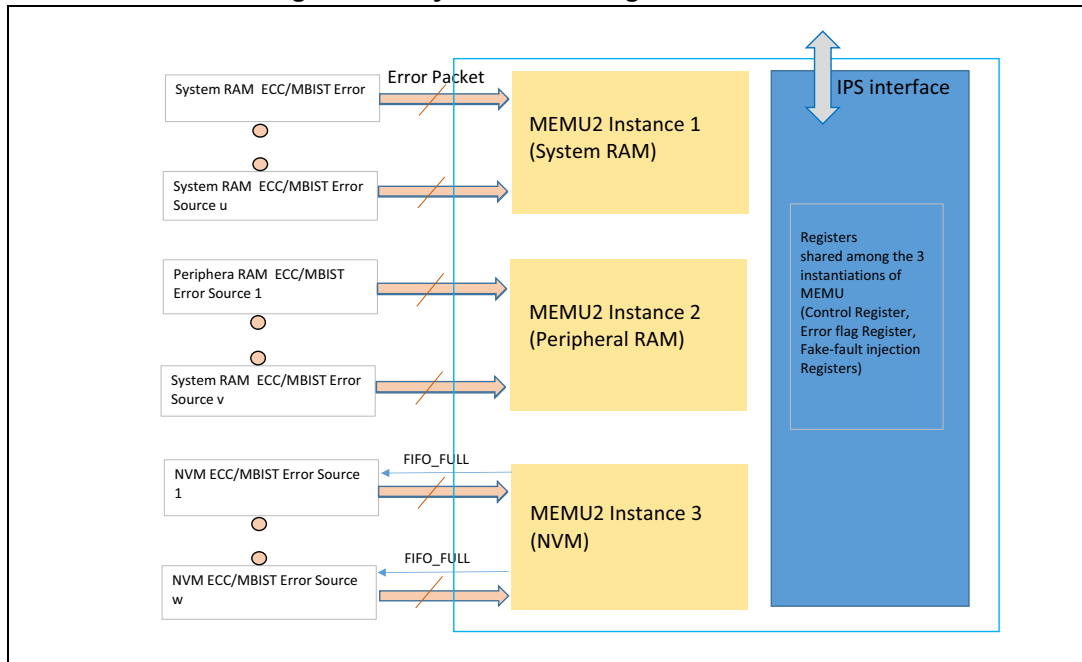 System RAM ECC/MBIST Error
Error Packet
System RAM ECC/MBIST Error
Source u
MEMU2 Instance 1
(System RAM)
Periphera RAM ECC/MBIST
Error Source 1
System RAM ECC/MBIST Error
Source v
MEMU2 Instance 2
(Peripheral RAM)
NVM ECC/MBIST Error Source
1
FIFO_FULL
NVM ECC/MBIST Error Source
w
FIFO_FULL
MEMU2 Instance 3
(NVM)
IPS interface
Registers
shared among the 3
instantiations of
MEMU
(Control Register,
Error flag Register,
Fake-fault injection
Registers)